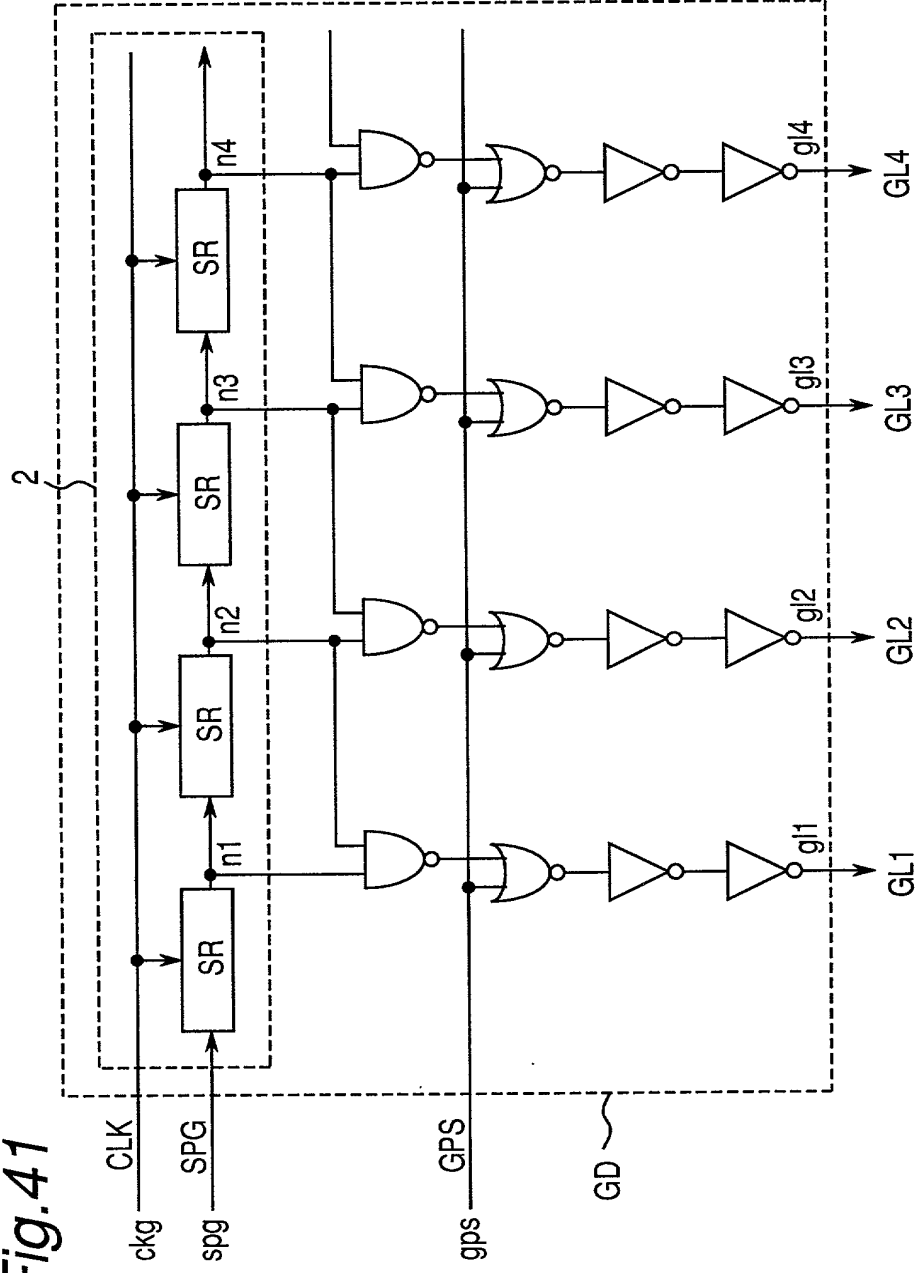 Fig.41
2
CLK
ckg
SPG
spg
SR
n1
SR
n2
SR
n3
SR
n4
GPS
gps
GD
gl1
gl2
gl3
gl4
GL1
GL2
GL3
GL4